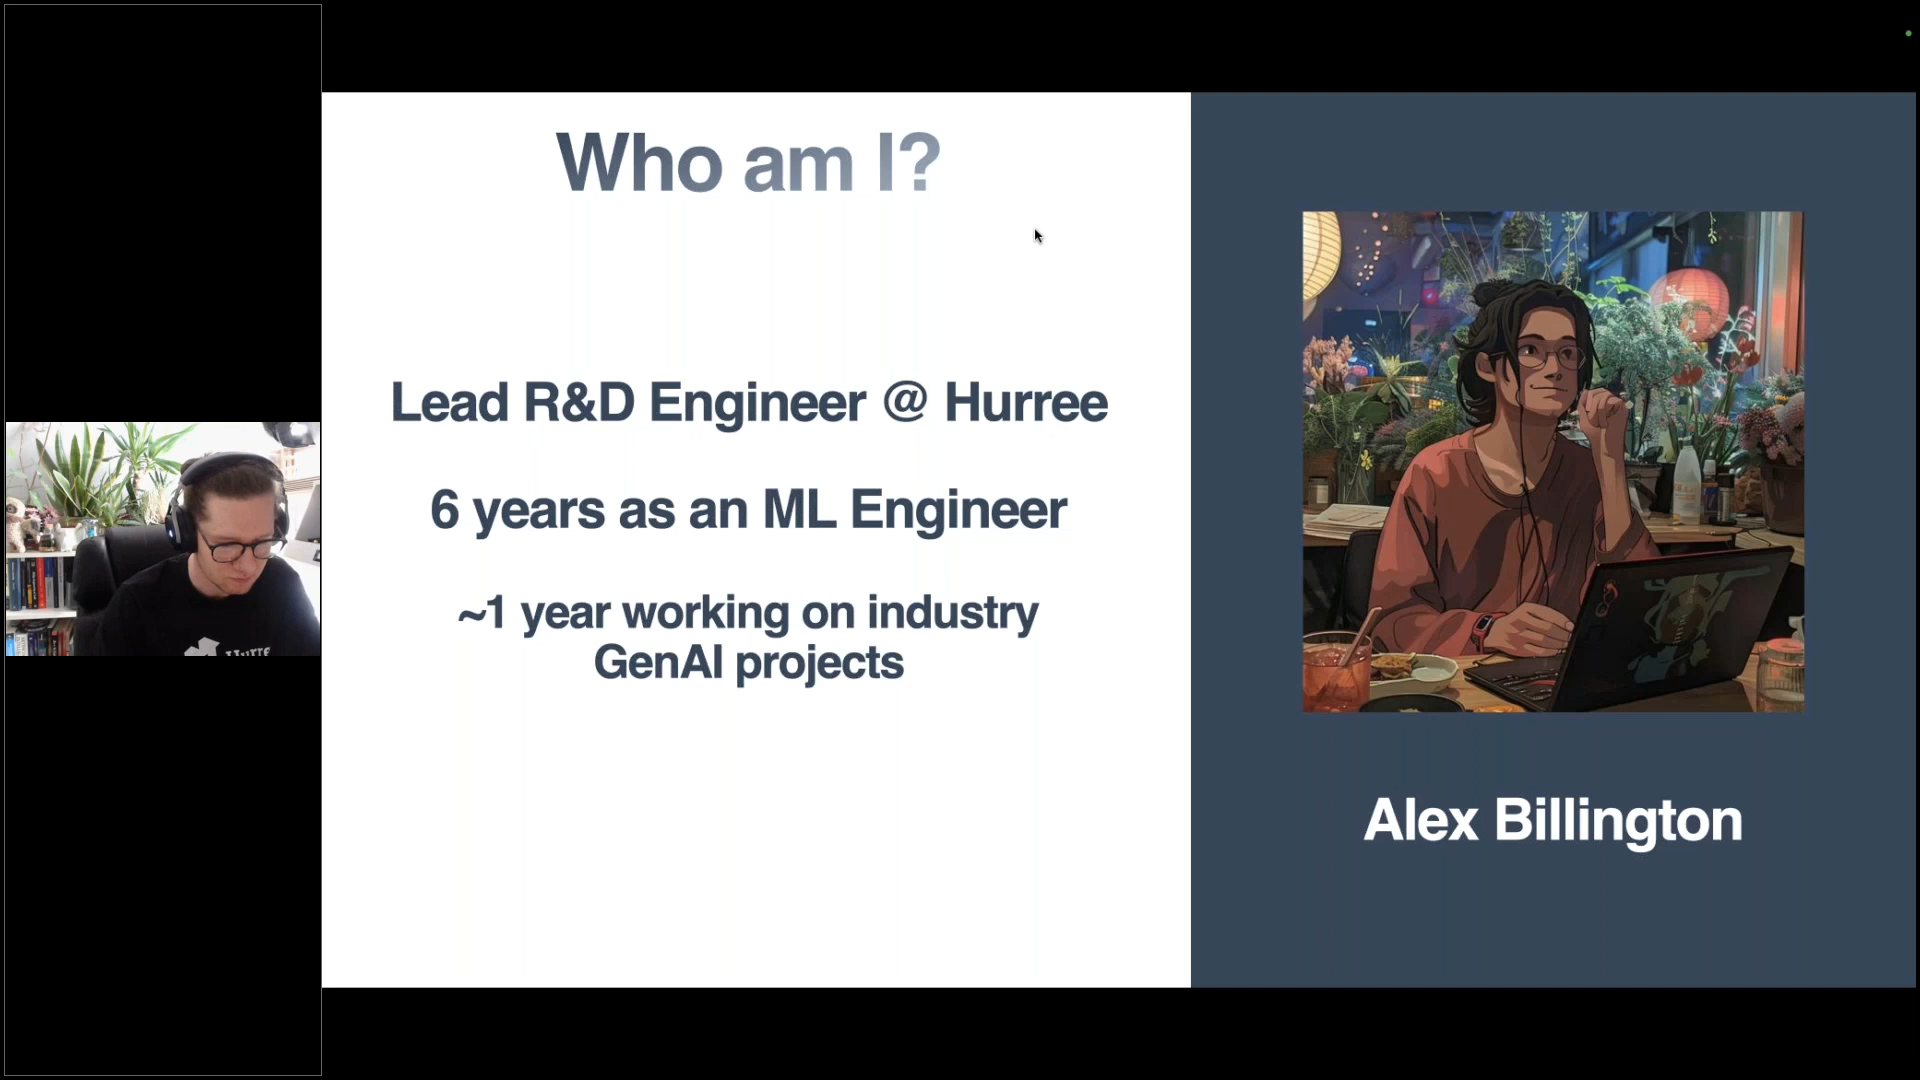 Who am I?
Lead R&D Engineer @ Hurree
6 years as an ML Engineer
~1 year working on industry
GenAI projects
Alex Billington